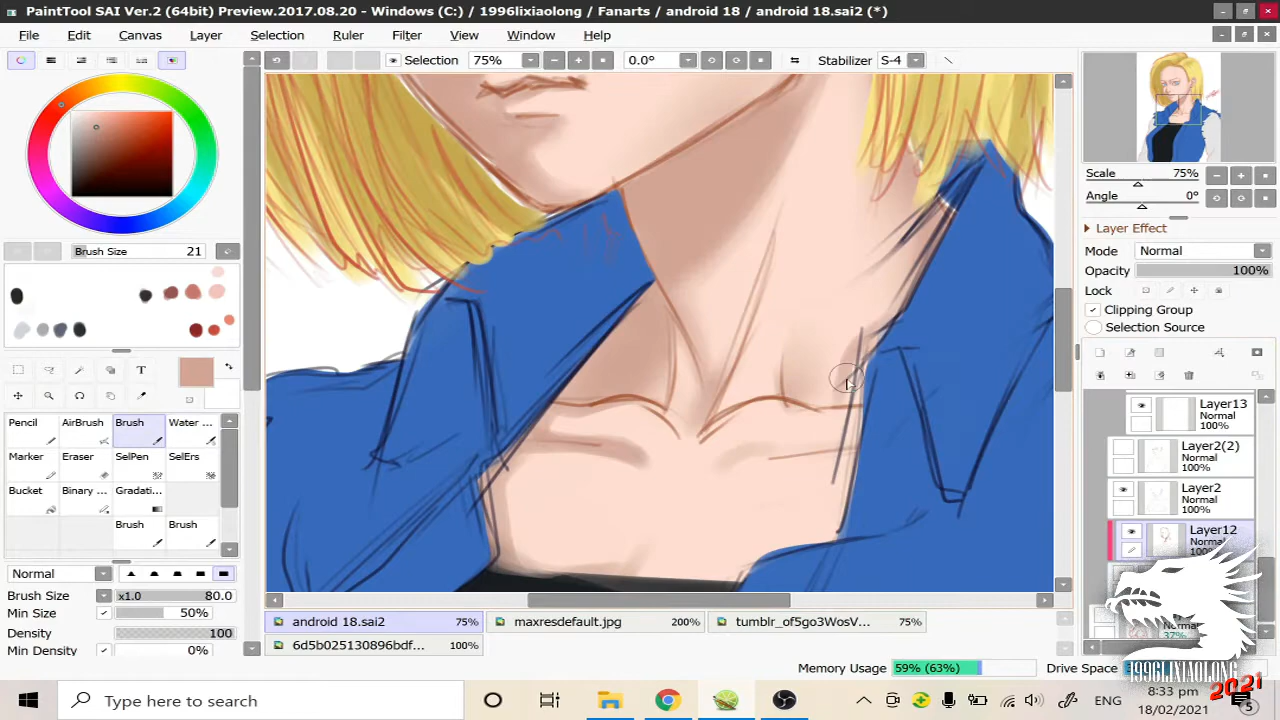 PaintTool SAI Ver.2 (64bit) Preview.2017.08.20 - Windows (C:) / 1996lixiaolong / Fanarts / android 18 / android 18.sai2 (*)
File Edit Canvas Layer Selection Ruler Filter View Window Help
Selection 75% 0.0° Stabilizer S-4
Scale 75%
Angle 0°
Layer Effect
Mode Normal
Opacity 100%
Lock
Clipping Group
Selection Source
Brush Size 21
T
Pencil AirBrush Brush Water ...
Marker Eraser SelPen SelErs
Bucket Binary ... Gradati...
Brush Brush
Normal
Brush Size x1.0 80.0
Min Size 50%
Density 100
Min Density 0%
Layer13
Normal
100%
Layer2(2)
Normal
100%
Layer2
Normal
100%
Layer12
Normal
100%
37%
android 18.sai2 75% maxresdefault.jpg 200% tumblr_of5go3WosV... 75%
6d5b025130896bdf... 100%
Memory Usage 59% (63%) Drive Space
1996LIXIAOLONG
2021
Type here to search
ENG
8:33 pm
18/02/2021
5